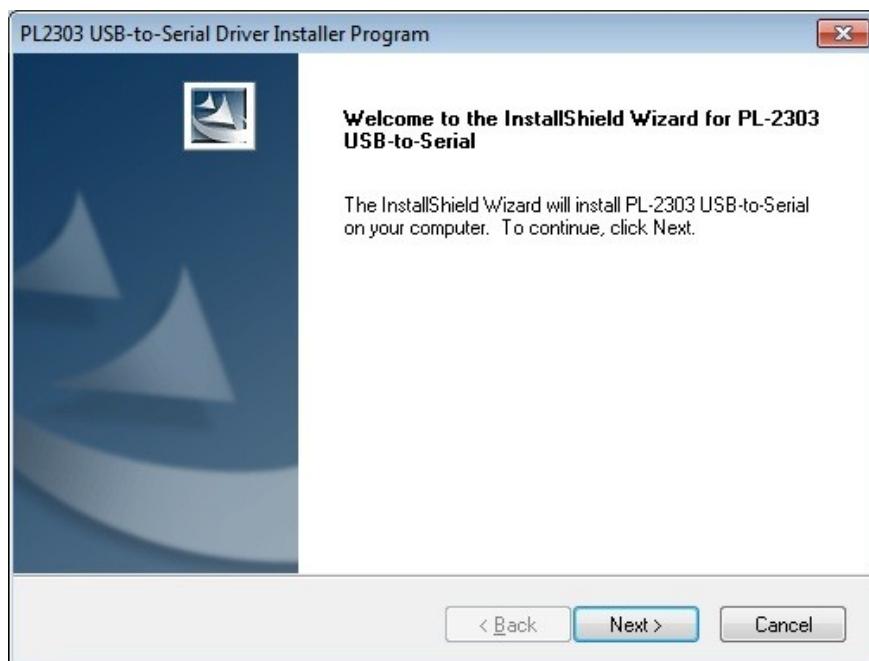 PL2303 USB-to-Serial Driver Installer Program
Welcome to the InstallShield Wizard for PL-2303
USB-to-Serial
The InstallShield Wizard will install PL-2303 USB-to-Serial
on your computer.  To continue, click Next.
< Back
Next >
Cancel